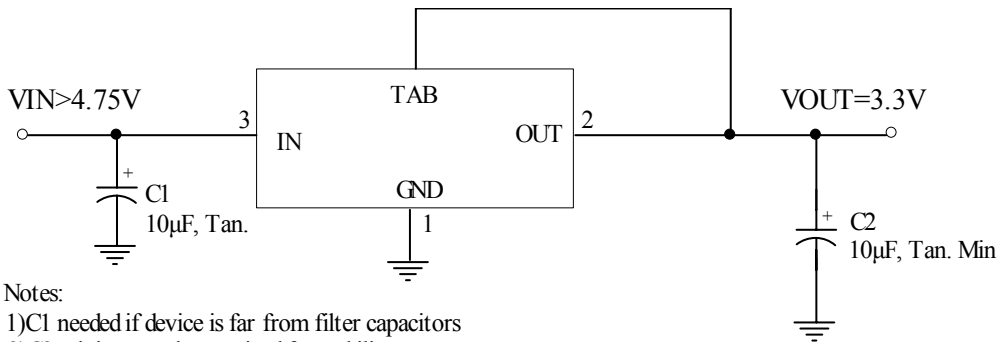 TAB
VIN>4.75V
VOUT=3.3V
3
IN
OUT
2
+
C1
10μF, Tan.
GND
1
+
C2
10μF, Tan. Min
Notes:
1)C1 needed if device is far from filter capacitors